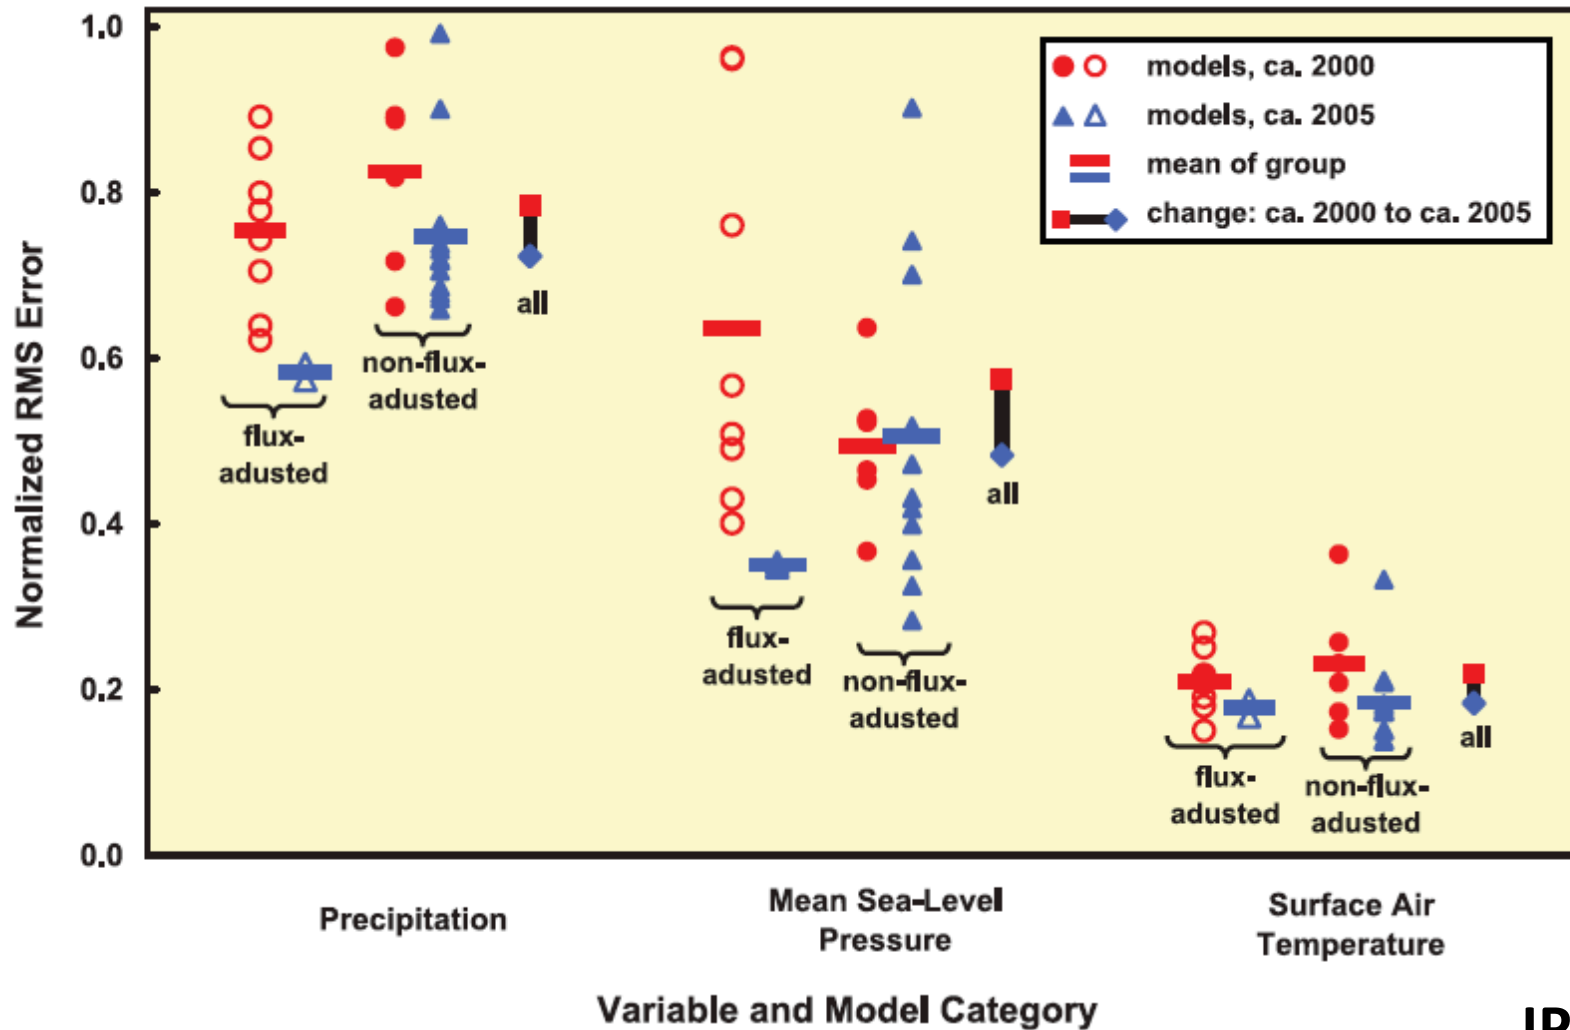 Normalized RMS Error
1.0
0.8
0.6
0.4
0.2
0.0
models, ca. 2000
models, ca. 2005
mean of group
change: ca. 2000 to ca. 2005
flux-
adusted
non-flux-
adusted
all
flux-
adusted
non-flux-
adusted
all
flux-
adusted
non-flux-
adusted
all
Precipitation
Mean Sea-Level
Pressure
Surface Air
Temperature
Variable and Model Category